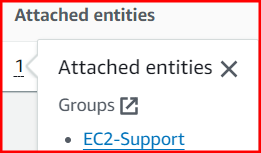 Attached entities
1
Attached entities
Groups
EC2-Support